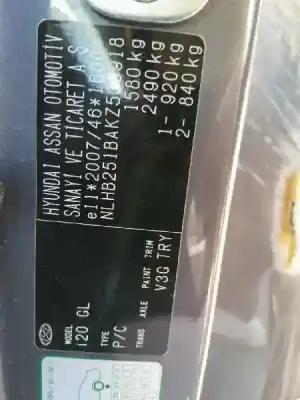 HYUNDAI ASSAN OTOMOTİV
SANAYİ VE TİCARET A.Ş
1580 kg
2490 kg
1- 920 kg
2- 840 kg
MODEL i20 GL
TYPE P/C PAINT TRIM
TRANS AXLE V3G TRY